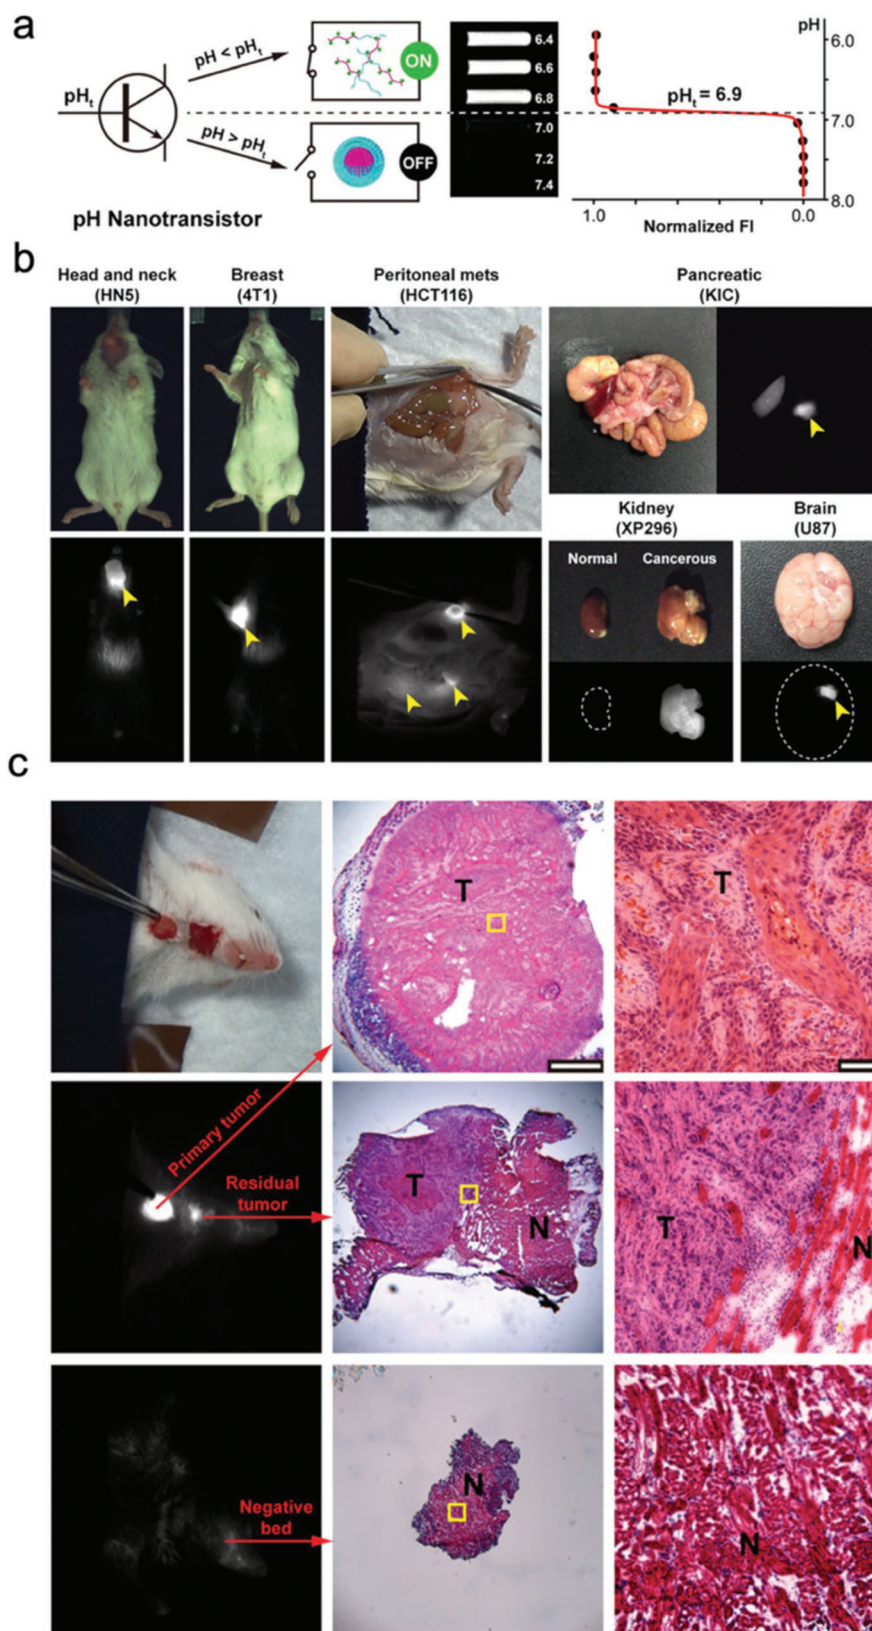 a
pH < pHt
pHt
pH > pHt
ON
OFF
pH Nanotransistor
6.4
6.6
6.8
7.0
7.2
7.4
pH
6.0
pHt = 6.9
7.0
8.0
1.0
0.0
Normalized FI
b
Head and neck
(HN5)
Breast
(4T1)
Peritoneal mets
(HCT116)
Pancreatic
(KIC)
Kidney
(XP296)
Brain
(U87)
Normal
Cancerous
c
T
T
Primary tumor
Residual
tumor
T
N
T
N
Negative
bed
N
N